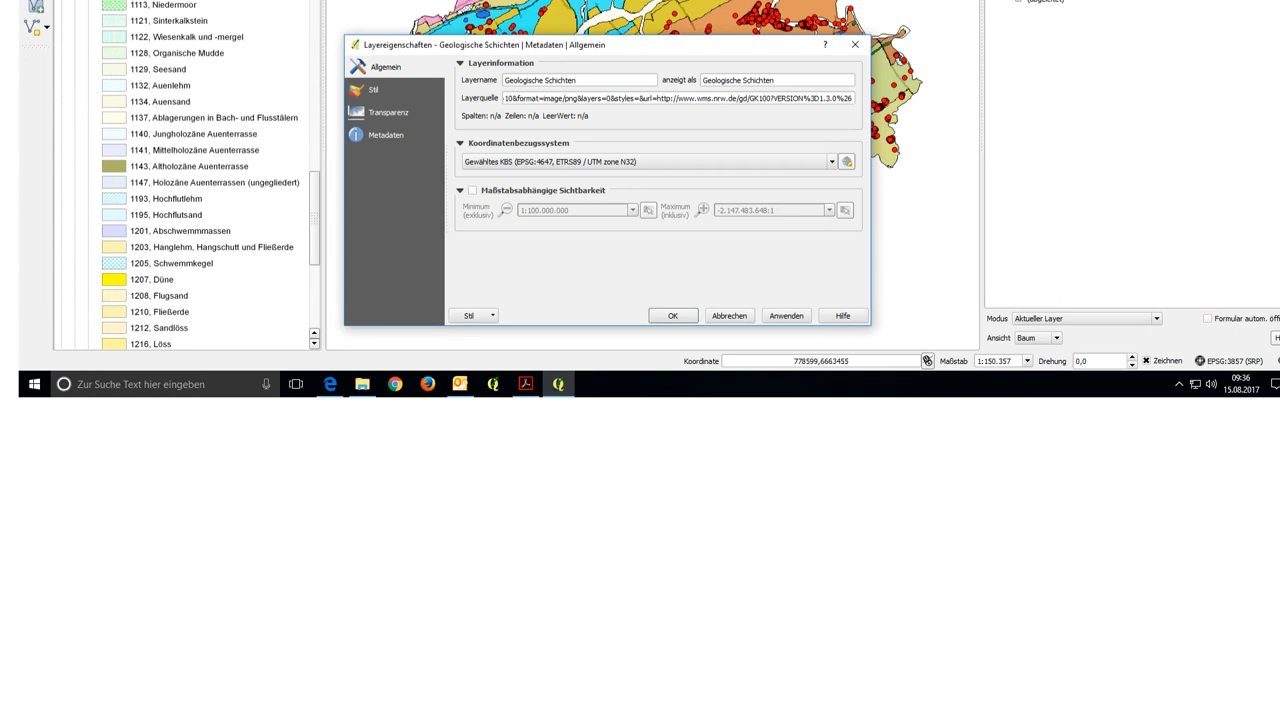 1113, Niedermoor
1121, Sinterkalkstein
1122, Wiesenkalk und -mergel
1128, Organische Mudde
1129, Seesand
1132, Auenlehm
1134, Auensand
1137, Ablagerungen in Bach- und Flusstälern
1140, Jungholozäne Auenterrasse
1141, Mittelholozäne Auenterrasse
1143, Altholozäne Auenterrasse
1147, Holozäne Auenterrassen (ungegliedert)
1193, Hochflutlehm
1195, Hochflutsand
1201, Abschwemmmassen
1203, Hanglehm, Hangschutt und Fließerde
1205, Schwemmkegel
1207, Düne
1208, Flugsand
1210, Fließerde
1212, Sandlöss
1216, Löss
Layereigenschaften - Geologische Schichten | Metadaten | Allgemein
?
Allgemein
Stil
Transparenz
Metadaten
Layerinformation
Layername Geologische Schichten anzeigt als Geologische Schichten
Layerquelle 10&format=image/png&layers=0&styles=&url=http://www.wms.nrw.de/gd/GK100?VERSION%3D1.3.0%26
Spalten: n/a Zeilen: n/a LeerWert: n/a
Koordinatenbezugssystem
Gewähltes KBS (EPSG:4647, ETRS89 / UTM zone N32)
Maßstabsabhängige Sichtbarkeit
Minimum (exklusiv) 1:100.000.000 Maximum (inklusiv) -2.147.483.648:1
Stil OK Abbrechen Anwenden Hilfe
(abgeleitet)
Modus Aktueller Layer Formular autom. öff
Ansicht Baum H
Koordinate 778599,6663455 Maßstab 1:150.357 Drehung 0,0 Zeichnen EPSG:3857 (SRP)
Zur Suche Text hier eingeben
09:36
15.08.2017